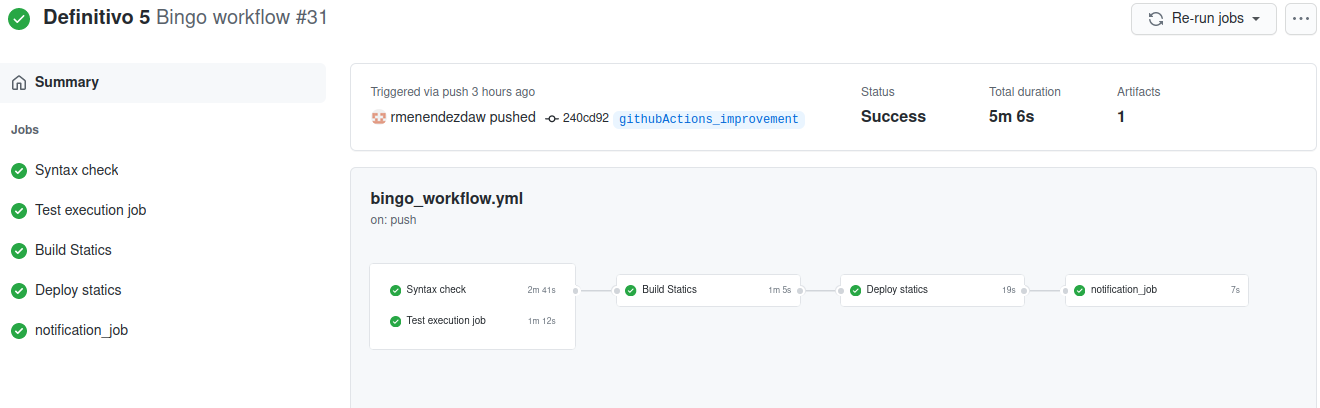 Definitivo 5 Bingo workflow #31
Re-run jobs
Summary
Jobs
Syntax check
Test execution job
Build Statics
Deploy statics
notification_job
Triggered via push 3 hours ago
rmenendezdaw pushed 240cd92 githubActions_improvement
Status
Success
Total duration
5m 6s
Artifacts
1
bingo_workflow.yml
on: push
Syntax check 2m 41s
Test execution job 1m 12s
Build Statics 1m 5s
Deploy statics 19s
notification_job 7s